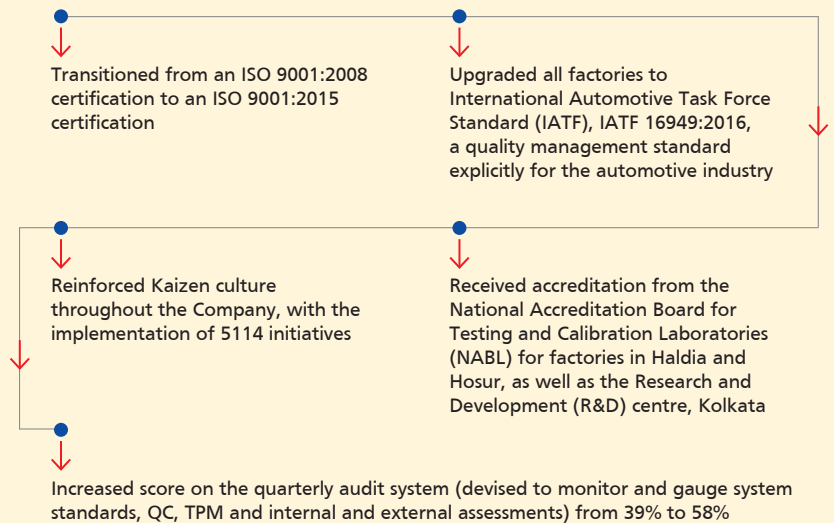 Transitioned from an ISO 9001:2008
certification to an ISO 9001:2015
certification
Upgraded all factories to
International Automotive Task Force
Standard (IATF), IATF 16949:2016,
a quality management standard
explicitly for the automotive industry
Received accreditation from the
National Accreditation Board for
Testing and Calibration Laboratories
(NABL) for factories in Haldia and
Hosur, as well as the Research and
Development (R&D) centre, Kolkata
Reinforced Kaizen culture
throughout the Company, with the
implementation of 5114 initiatives
Increased score on the quarterly audit system (devised to monitor and gauge system
standards, QC, TPM and internal and external assessments) from 39% to 58%